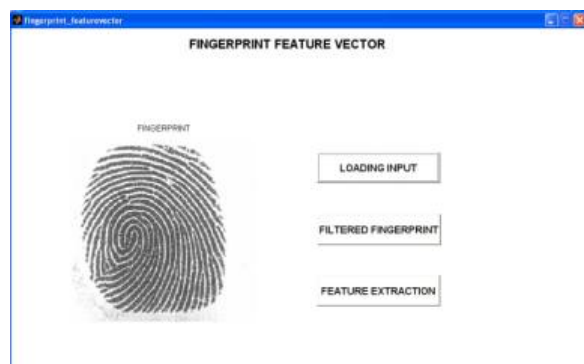 fingerprint_featurevector
FINGERPRINT FEATURE VECTOR
FINGERPRINT
LOADING INPUT
FILTERED FINGERPRINT
FEATURE EXTRACTION